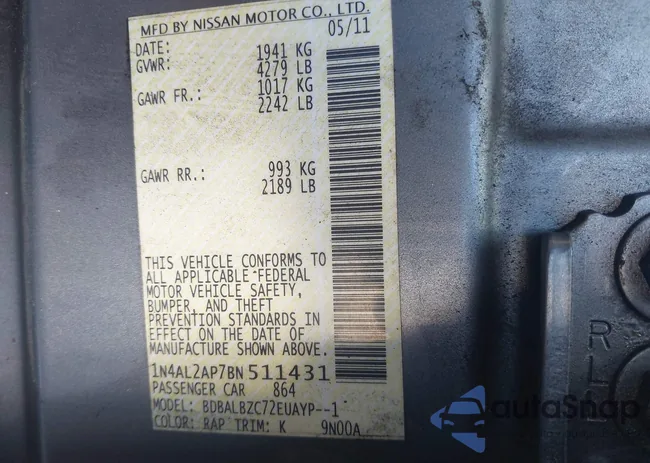 MFD BY NISSAN MOTOR CO., LTD.
DATE: 05/11
GVWR: 1941 KG
4279 LB
GAWR FR.: 1017 KG
2242 LB
GAWR RR.: 993 KG
2189 LB
THIS VEHICLE CONFORMS TO
ALL APPLICABLE FEDERAL
MOTOR VEHICLE SAFETY,
BUMPER, AND THEFT
PREVENTION STANDARDS IN
EFFECT ON THE DATE OF
MANUFACTURE SHOWN ABOVE.
1N4AL2AP7BN511431
PASSENGER CAR 864
MODEL: BDBALBZC72EUAYP--1
COLOR: RAP TRIM: K 9N00A
R
L
autoSnap